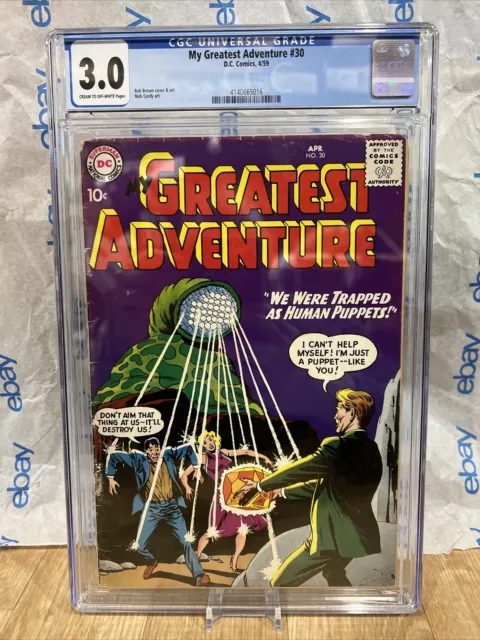 CGC UNIVERSAL GRADE
3.0
CREAM TO OFF-WHITE Pages
My Greatest Adventure #30
D.C. Comics, 4/59
Bob Brown cover & art
Nick Cardy art
4140665016
SUPERMAN
DC
10¢
APR.
NO. 30
APPROVED
BY THE
COMICS
CODE
AUTHORITY
MY
GREATEST
ADVENTURE
"WE WERE TRAPPED
AS HUMAN PUPPETS!"
I CAN'T HELP
MYSELF! I'M JUST
A PUPPET--LIKE
YOU!
DON'T AIM THAT
THING AT US--IT'LL
DESTROY US!
ebay
ebay
ebay
ebay
ebay
ebay
ebay